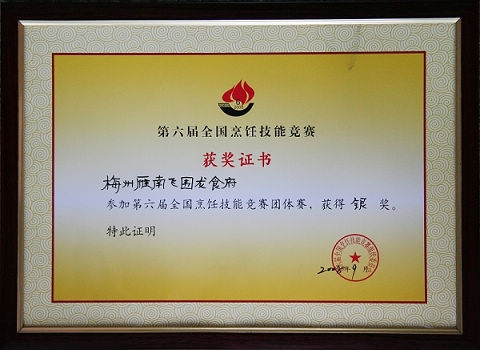 第六届全国烹饪技能竞赛
获奖证书
梅州雁南飞围龙食府
参加第六届全国烹饪技能竞赛团体赛，获得 银 奖。
特此证明
2008年9月